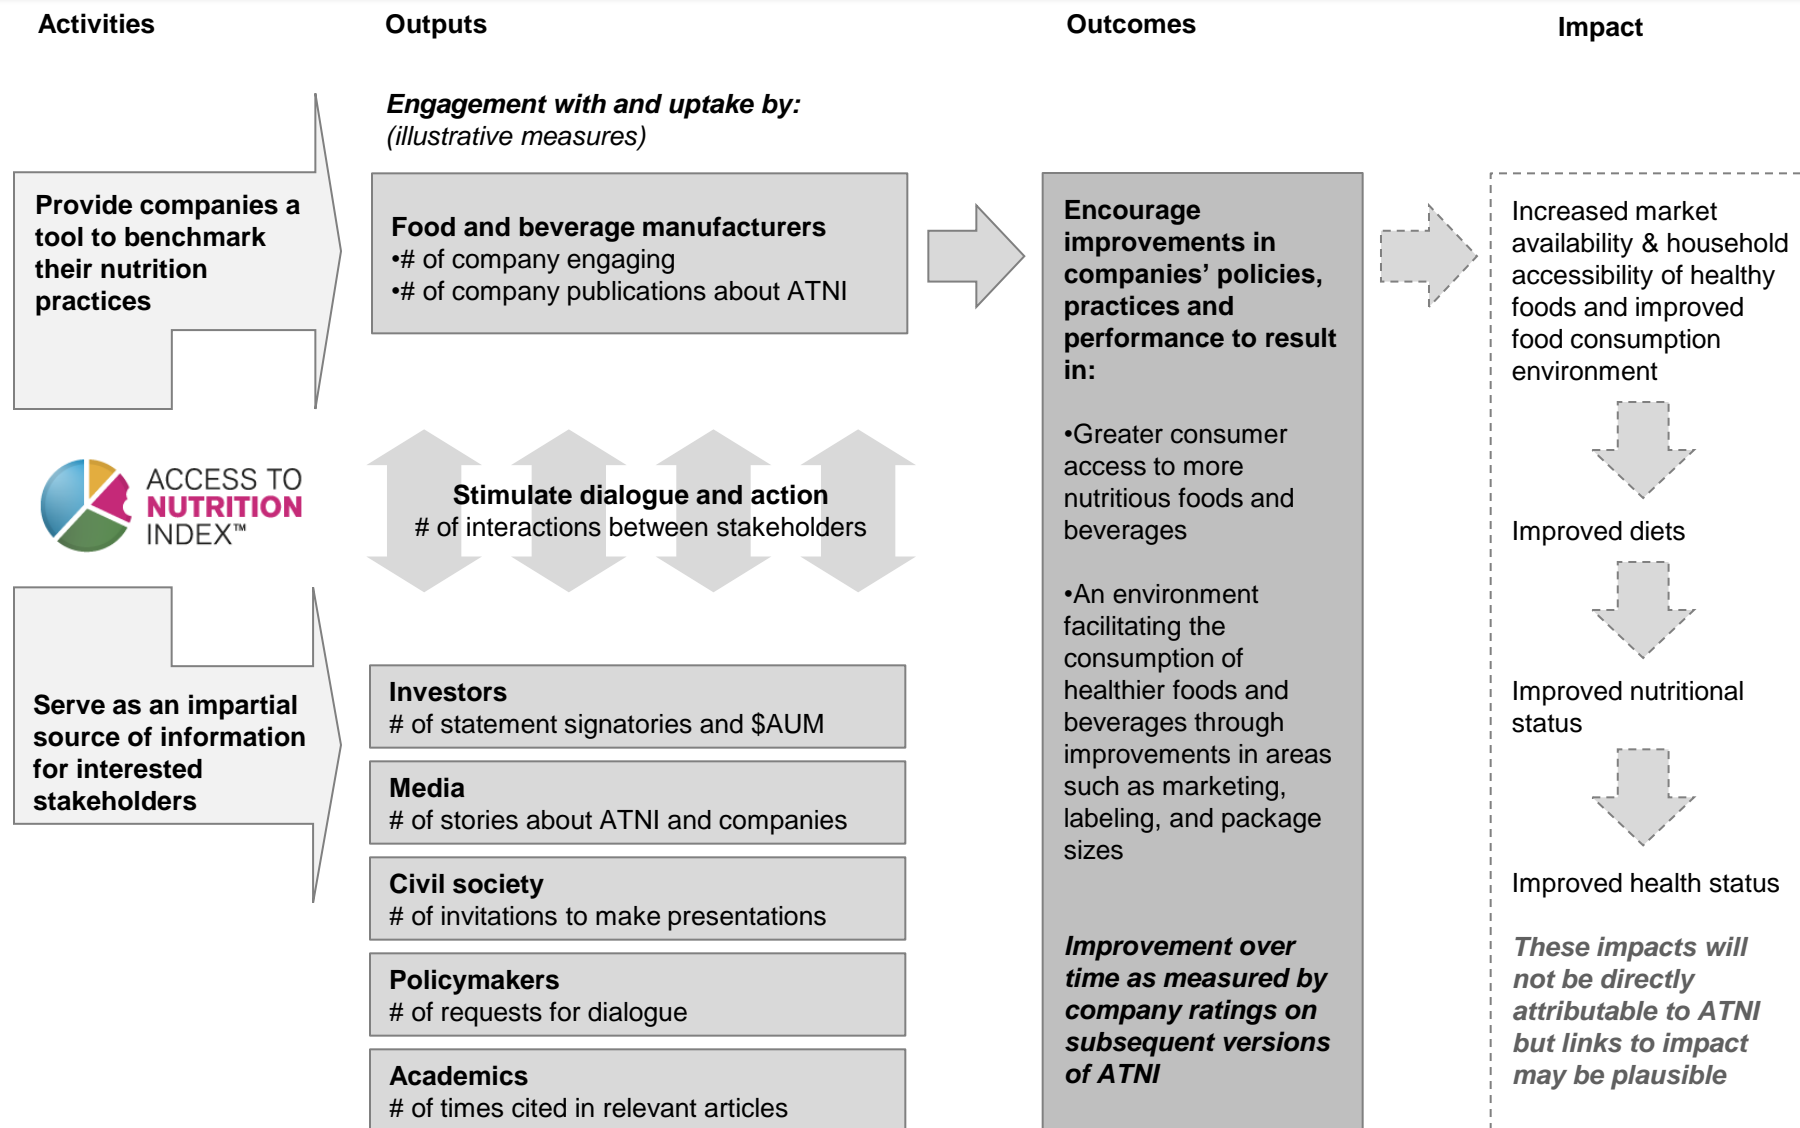 Activities
Outputs
Outcomes
Impact
Engagement with and uptake by:
(illustrative measures)
Provide companies a
tool to benchmark
their nutrition
practices
Food and beverage manufacturers
•# of company engaging
•# of company publications about ATNI
ACCESS TO
NUTRITION
INDEX™
Stimulate dialogue and action
# of interactions between stakeholders
Serve as an impartial
source of information
for interested
stakeholders
Investors
# of statement signatories and $AUM
Media
# of stories about ATNI and companies
Civil society
# of invitations to make presentations
Policymakers
# of requests for dialogue
Academics
# of times cited in relevant articles
Encourage
improvements in
companies’ policies,
practices and
performance to result
in:
•Greater consumer
access to more
nutritious foods and
beverages
•An environment
facilitating the
consumption of
healthier foods and
beverages through
improvements in areas
such as marketing,
labeling, and package
sizes
Improvement over
time as measured by
company ratings on
subsequent versions
of ATNI
Increased market
availability & household
accessibility of healthy
foods and improved
food consumption
environment
Improved diets
Improved nutritional
status
Improved health status
These impacts will
not be directly
attributable to ATNI
but links to impact
may be plausible